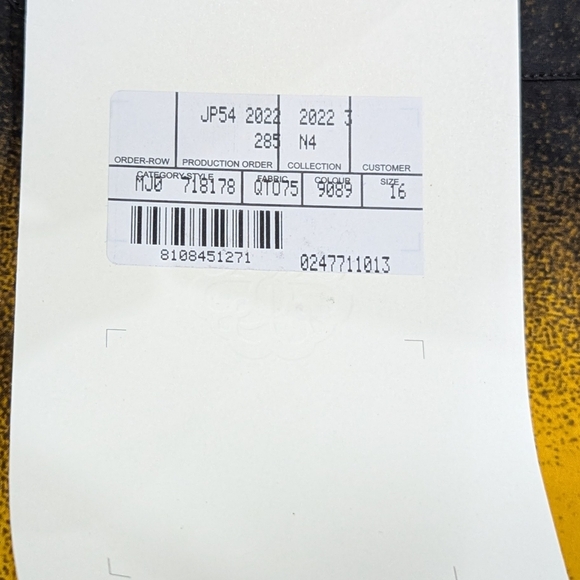 JP54 2022 2022 3
285 N4
ORDER-ROW PRODUCTION ORDER COLLECTION CUSTOMER
CATEGORY.STYLE FABRIC COLOUR SIZE
MJ0 718178 QT075 9089 16
8108451271 0247711013